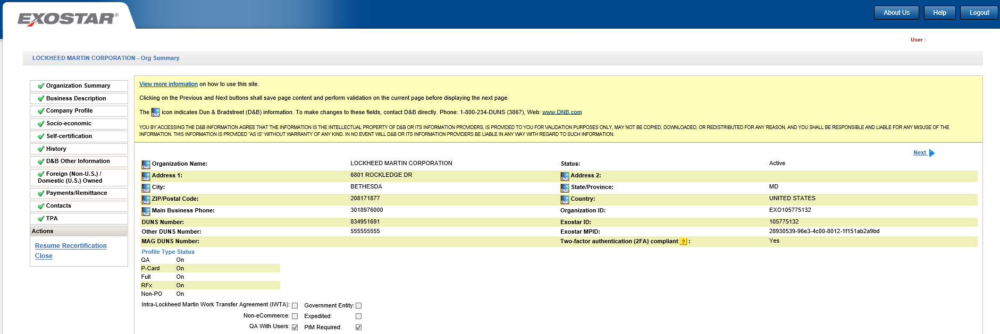 EXOSTAR®
About Us Help Logout
User :
LOCKHEED MARTIN CORPORATION - Org Summary
Organization Summary
Business Description
Company Profile
Socio-economic
Self-certification
History
D&B Other Information
Foreign (Non-U.S.) /
Domestic (U.S.) Owned
Payments/Remittance
Contacts
TPA
Actions
Resume Recertification
Close
View more information on how to use this site.
Clicking on the Previous and Next buttons shall save page content and perform validation on the current page before displaying the next page.
The D&B icon indicates Dun & Bradstreet (D&B) information. To make changes to these fields, contact D&B directly. Phone: 1-800-234-DUNS (3867), Web: www.DNB.com
YOU BY ACCESSING THE D&B INFORMATION AGREE THAT THE INFORMATION IS THE INTELLECTUAL PROPERTY OF D&B OR ITS INFORMATION PROVIDERS, IS PROVIDED TO YOU FOR VALIDATION PURPOSES ONLY, MAY NOT BE COPIED, DOWNLOADED, OR REDISTRIBUTED FOR ANY REASON, AND YOU SHALL BE RESPONSIBLE AND LIABLE FOR ANY MISUSE OF THE
INFORMATION. THIS INFORMATION IS PROVIDED "AS IS" WITHOUT WARRANTY OF ANY KIND. IN NO EVENT WILL D&B OR ITS INFORMATION PROVIDERS BE LIABLE IN ANY WAY WITH REGARD TO SUCH INFORMATION.
Next
D&B Organization Name: LOCKHEED MARTIN CORPORATION Status: Active
D&B Address 1: 6801 ROCKLEDGE DR D&B Address 2:
D&B City: BETHESDA D&B State/Province: MD
D&B ZIP/Postal Code: 208171877 D&B Country: UNITED STATES
D&B Main Business Phone: 3018976000 Organization ID: EXO105775132
DUNS Number: 834951691 Exostar ID: 105775132
Other DUNS Number: 555555555 Exostar MPID: 28930539-96e3-4c00-8012-1f151ab2a9bd
MAG DUNS Number: Two-factor authentication (2FA) compliant ? : Yes
Profile Type Status
QA On
P-Card On
Full On
RFx On
Non-PO On
Intra-Lockheed Martin Work Transfer Agreement (IWTA): Government Entity:
Non-eCommerce: Expedited:
QA With Users: PIM Required: